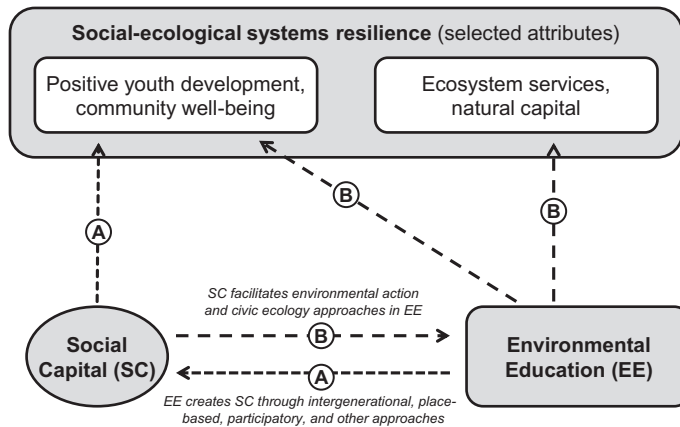 Social-ecological systems resilience (selected attributes)
Positive youth development,
community well-being
Ecosystem services,
natural capital
B
B
A
SC facilitates environmental action
and civic ecology approaches in EE
B
Social
Capital (SC)
Environmental
Education (EE)
A
EE creates SC through intergenerational, place-
based, participatory, and other approaches